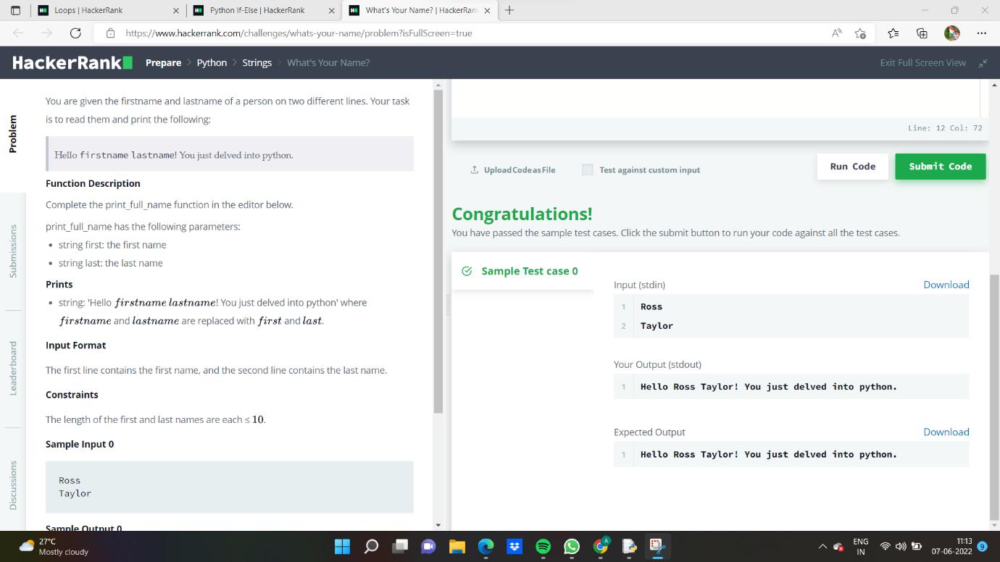 Loops | HackerRank
Python If-Else | HackerRank
What's Your Name? | HackerRank
https://www.hackerrank.com/challenges/whats-your-name/problem?isFullScreen=true
HackerRank
Prepare > Python > Strings > What's Your Name?
Exit Full Screen View
Problem
Submissions
Leaderboard
Discussions
You are given the firstname and lastname of a person on two different lines. Your task
is to read them and print the following:
Hello firstname lastname! You just delved into python.
Function Description
Complete the print_full_name function in the editor below.
print_full_name has the following parameters:
• string first: the first name
• string last: the last name
Prints
• string: 'Hello firstname lastname! You just delved into python' where
firstname and lastname are replaced with first and last.
Input Format
The first line contains the first name, and the second line contains the last name.
Constraints
The length of the first and last names are each ≤ 10.
Sample Input 0
Ross
Taylor
Sample Output 0
Line: 12 Col: 72
Upload Code as File
Test against custom input
Run Code
Submit Code
Congratulations!
You have passed the sample test cases. Click the submit button to run your code against all the test cases.
Sample Test case 0
Input (stdin)
Download
1 Ross
2 Taylor
Your Output (stdout)
1 Hello Ross Taylor! You just delved into python.
Expected Output
Download
1 Hello Ross Taylor! You just delved into python.
27°C
Mostly cloudy
ENG
IN
11:13
07-06-2022
9